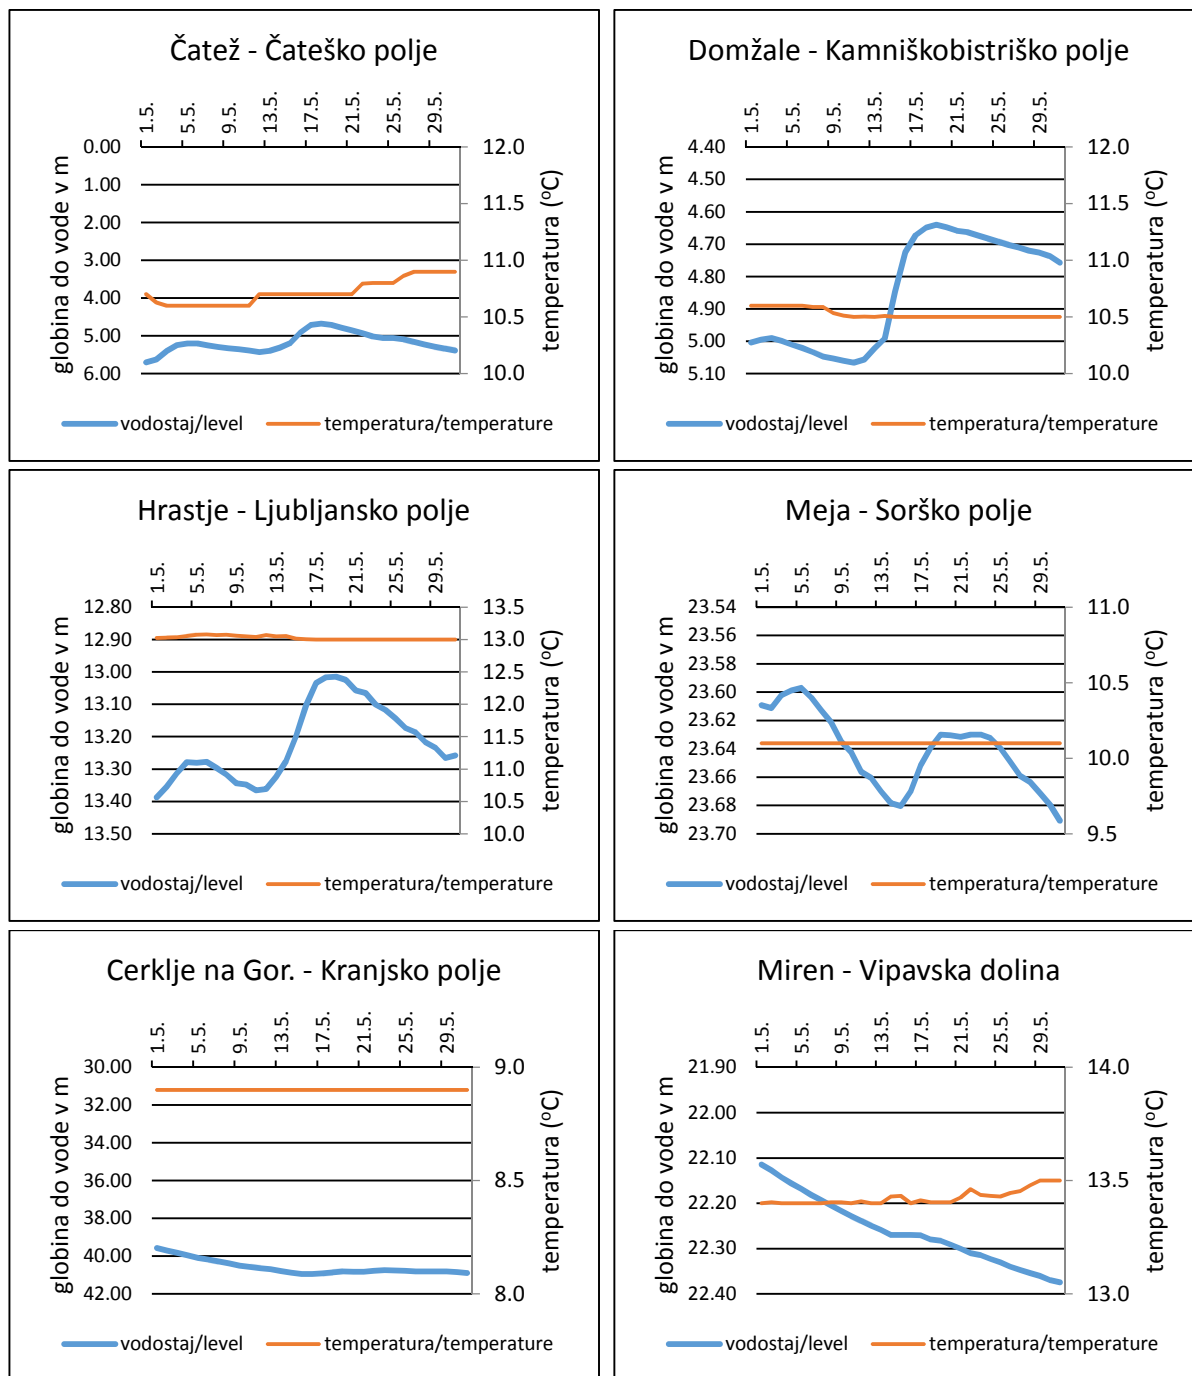 Čatež - Čateško polje
1.5. 5.5. 9.5. 13.5. 17.5. 21.5. 25.5. 29.5.
globina do vode v m
0.00
1.00
2.00
3.00
4.00
5.00
6.00
12.0
11.5
11.0
10.5
10.0
temperatura (ºC)
vodostaj/level temperatura/temperature
Domžale - Kamniškobistriško polje
1.5. 5.5. 9.5. 13.5. 17.5. 21.5. 25.5. 29.5.
globina do vode v m
4.40
4.50
4.60
4.70
4.80
4.90
5.00
5.10
12.0
11.5
11.0
10.5
10.0
temperatura (ºC)
vodostaj/level temperatura/temperature
Hrastje - Ljubljansko polje
1.5. 5.5. 9.5. 13.5. 17.5. 21.5. 25.5. 29.5.
globina do vode v m
12.80
12.90
13.00
13.10
13.20
13.30
13.40
13.50
13.5
13.0
12.5
12.0
11.5
11.0
10.5
10.0
temperatura (ºC)
vodostaj/level temperatura/temperature
Meja - Sorško polje
1.5. 5.5. 9.5. 13.5. 17.5. 21.5. 25.5. 29.5.
globina do vode v m
23.54
23.56
23.58
23.60
23.62
23.64
23.66
23.68
23.70
11.0
10.5
10.0
9.5
temperatura (ºC)
vodostaj/level temperatura/temperature
Cerklje na Gor. - Kranjsko polje
1.5. 5.5. 9.5. 13.5. 17.5. 21.5. 25.5. 29.5.
globina do vode v m
30.00
32.00
34.00
36.00
38.00
40.00
42.00
9.0
8.5
8.0
temperatura (ºC)
vodostaj/level temperatura/temperature
Miren - Vipavska dolina
1.5. 5.5. 9.5. 13.5. 17.5. 21.5. 25.5. 29.5.
globina do vode v m
21.90
22.00
22.10
22.20
22.30
22.40
14.0
13.5
13.0
temperatura (ºC)
vodostaj/level temperatura/temperature